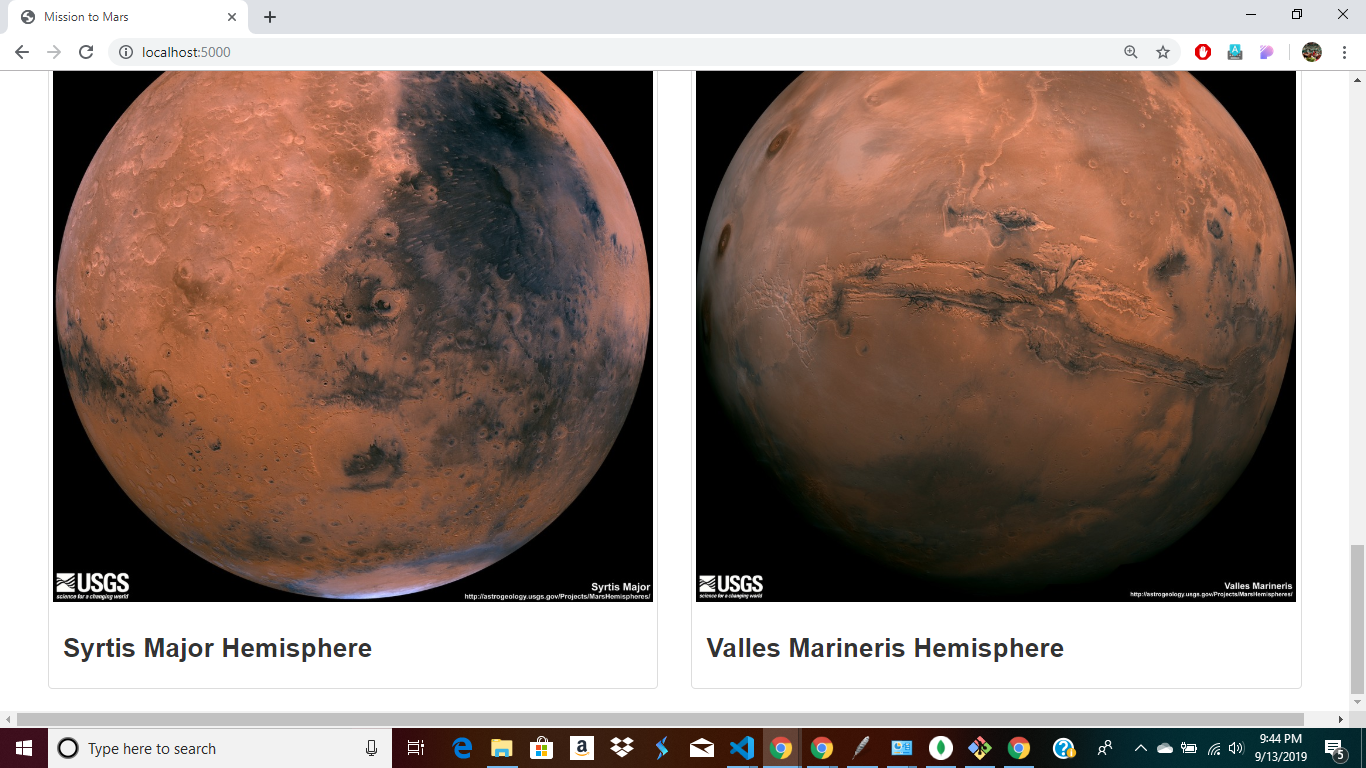 Mission to Mars
localhost:5000
USGS
science for a changing world
Syrtis Major
http://astrogeology.usgs.gov/Projects/MarsHemispheres/
USGS
science for a changing world
Valles Marineris
http://astrogeology.usgs.gov/Projects/MarsHemispheres/
Syrtis Major Hemisphere
Valles Marineris Hemisphere
Type here to search
9:44 PM
9/13/2019
5